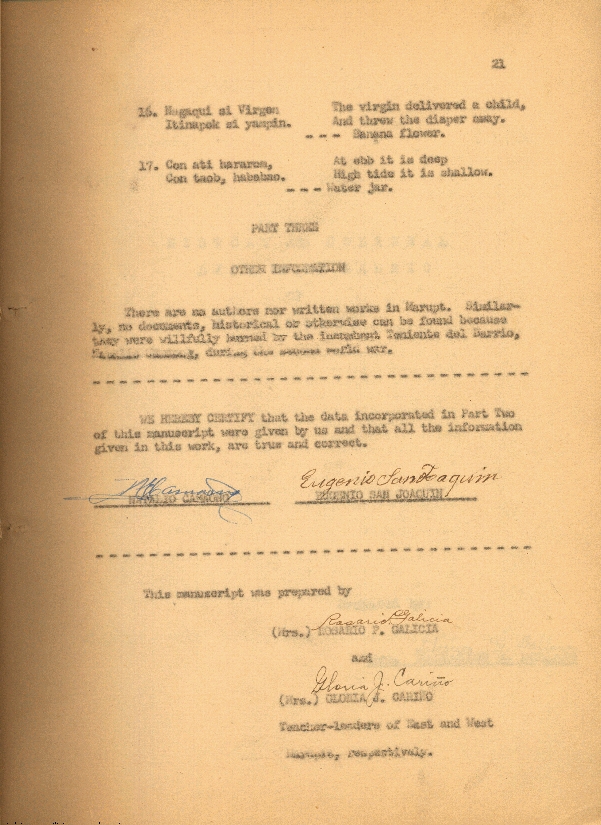 21
16. Nagaqui si Virgen The virgin delivered a child,
Itinapok si yampin. And threw the diaper away.
- - - Banana flower.
17. Con ati hararum, At ebb it is deep
Con taob, hababao. High tide it is shallow.
- - - Water jar.
PART THREE
OTHER INFORMATION
There are no authors nor written works in Marupt. Similar-
ly, no documents, historical or otherwise can be found because
they were willfully burned by the incumbent Teniente del Barrio,
during the second world war.
WE HEREBY CERTIFY that the data incorporated in Part Two
of this manuscript were given by us and that all the information
given in this work, are true and correct.
Eugenio San Joaquin
EUGENIO SAN JOAQUIN
This manuscript was prepared by
Rosario Galicia
(Mrs.) ROSARIO P. GALICIA
and
Gloria J. Cariño
(Mrs.) GLORIA J. CARIÑO
Teacher-leaders of East and West
respectively.